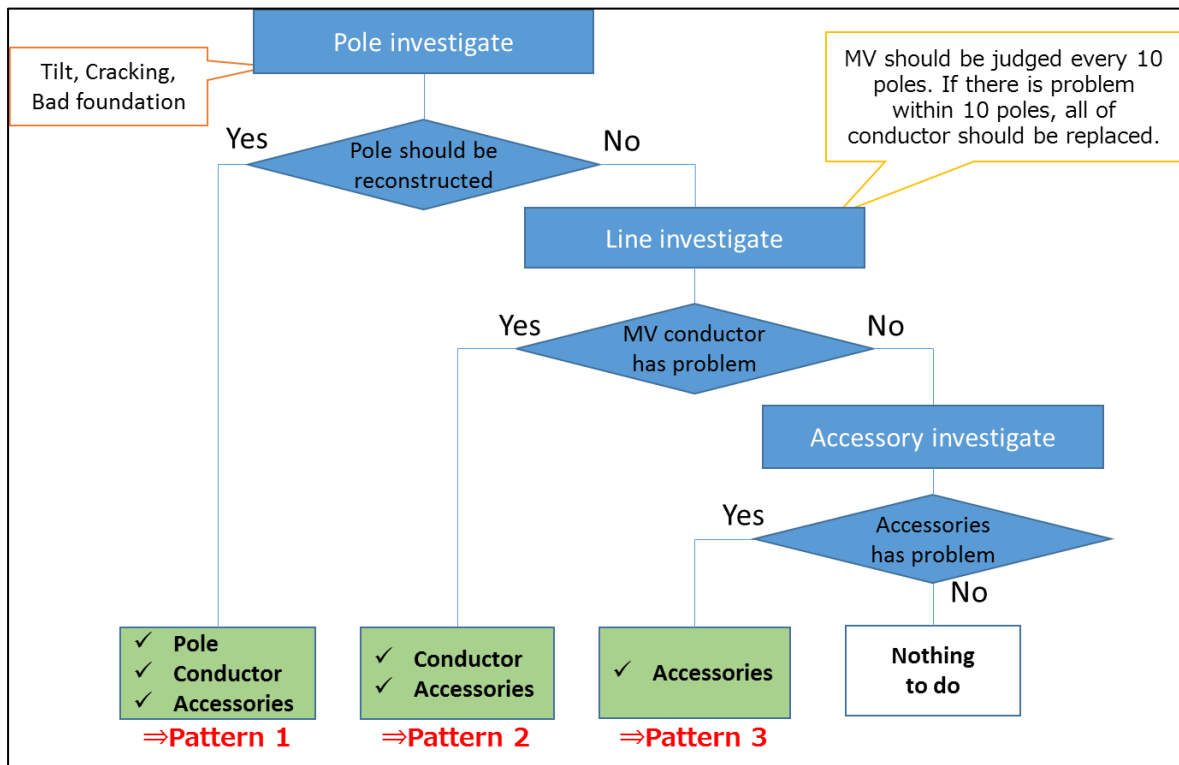 Pole investigate
Tilt, Cracking,
Bad foundation
MV should be judged every 10
poles. If there is problem
within 10 poles, all of
conductor should be replaced.
Yes
Pole should be
reconstructed
No
Line investigate
Yes
MV conductor
has problem
No
Accessory investigate
Yes
Accessories
has problem
No
✓ Pole
✓ Conductor
✓ Accessories
⇒Pattern 1
✓ Conductor
✓ Accessories
⇒Pattern 2
✓ Accessories
⇒Pattern 3
Nothing
to do